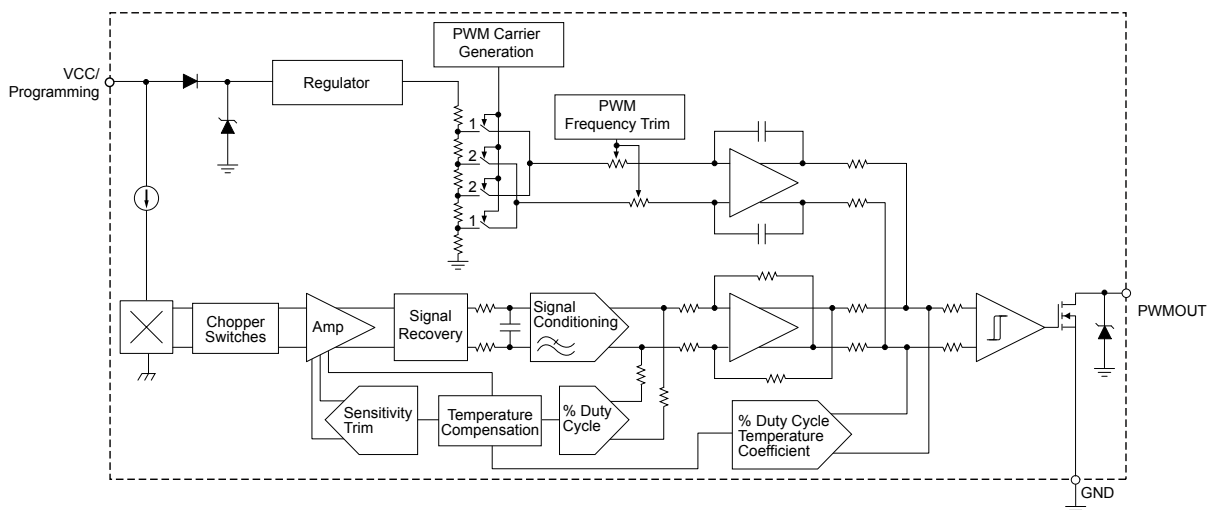 PWM Carrier
Generation
VCC/
Programming
Regulator
PWM
Frequency Trim
1
2
2
1
Chopper
Switches
Amp
Signal
Recovery
Signal
Conditioning
PWMOUT
Sensitivity
Trim
Temperature
Compensation
% Duty
Cycle
% Duty Cycle
Temperature
Coefficient
GND